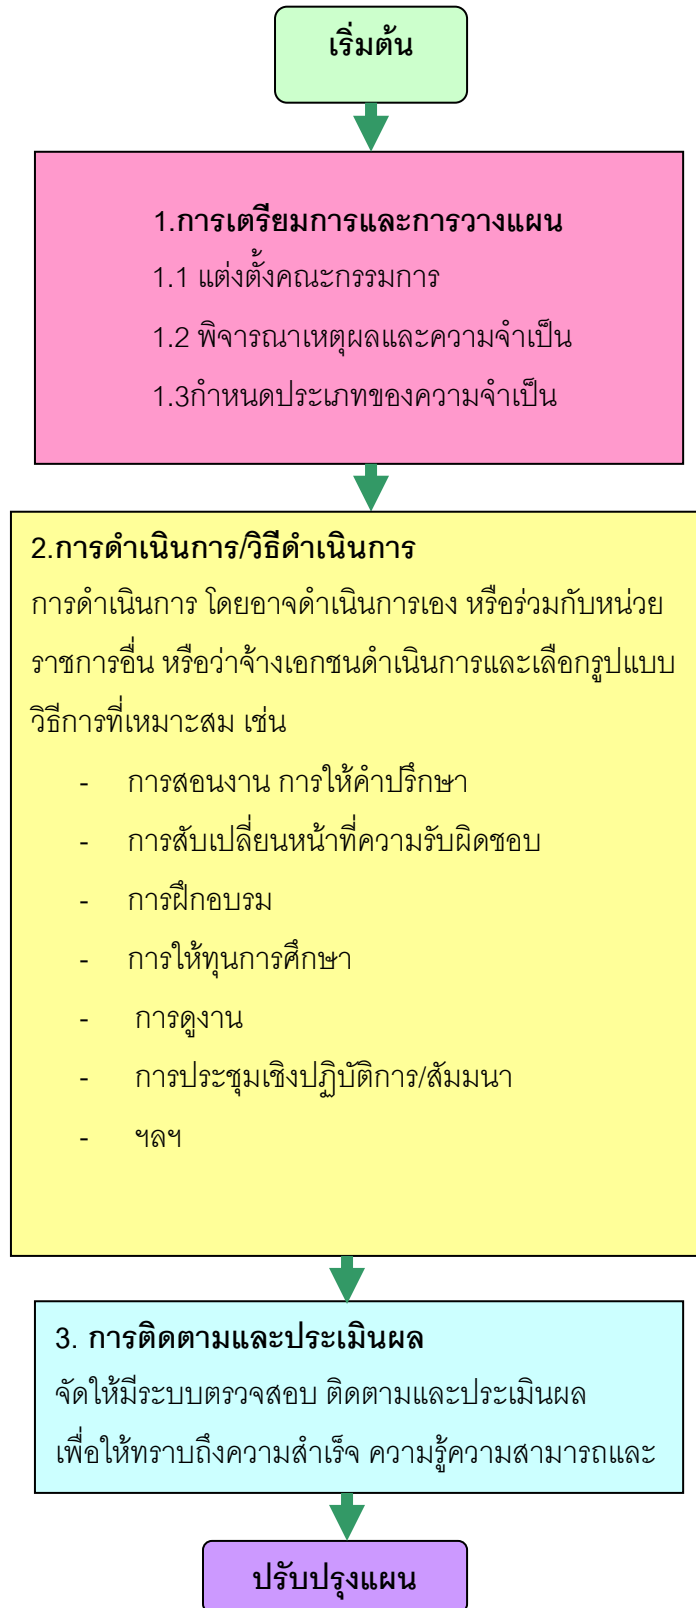 เริ่มต้น
1.การเตรียมการและการวางแผน
1.1 แต่งตั้งคณะกรรมการ
1.2 พิจารณาเหตุผลและความจำเป็น
1.3กำหนดประเภทของความจำเป็น
2.การดำเนินการ/วิธีดำเนินการ
การดำเนินการ โดยอาจดำเนินการเอง หรือร่วมกับหน่วย
ราชการอื่น หรือว่าจ้างเอกชนดำเนินการและเลือกรูปแบบ
วิธีการที่เหมาะสม เช่น
- การสอนงาน การให้คำปรึกษา
- การสับเปลี่ยนหน้าที่ความรับผิดชอบ
- การฝึกอบรม
- การให้ทุนการศึกษา
- การดูงาน
- การประชุมเชิงปฏิบัติการ/สัมมนา
- ฯลฯ
3. การติดตามและประเมินผล
จัดให้มีระบบตรวจสอบ ติดตามและประเมินผล
เพื่อให้ทราบถึงความสำเร็จ ความรู้ความสามารถและ
ปรับปรุงแผน